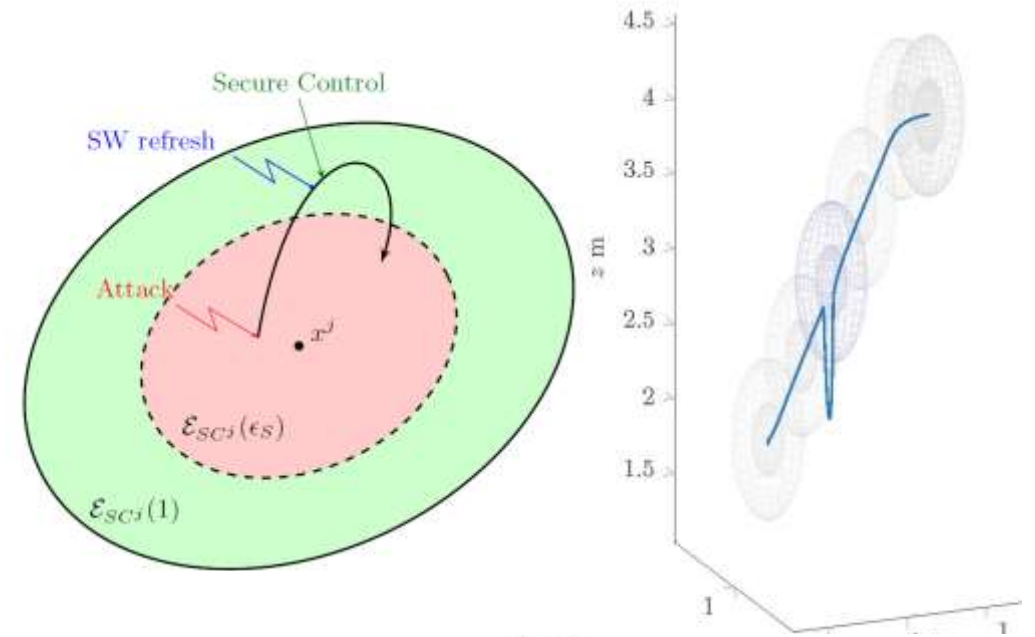 Secure Control
SW refresh
Attack
x^j
ℰ_{SC^j}(ϵ_S)
ℰ_{SC^j}(1)
4.5
4
3.5
3
2.5
2
1.5
z m
1
1